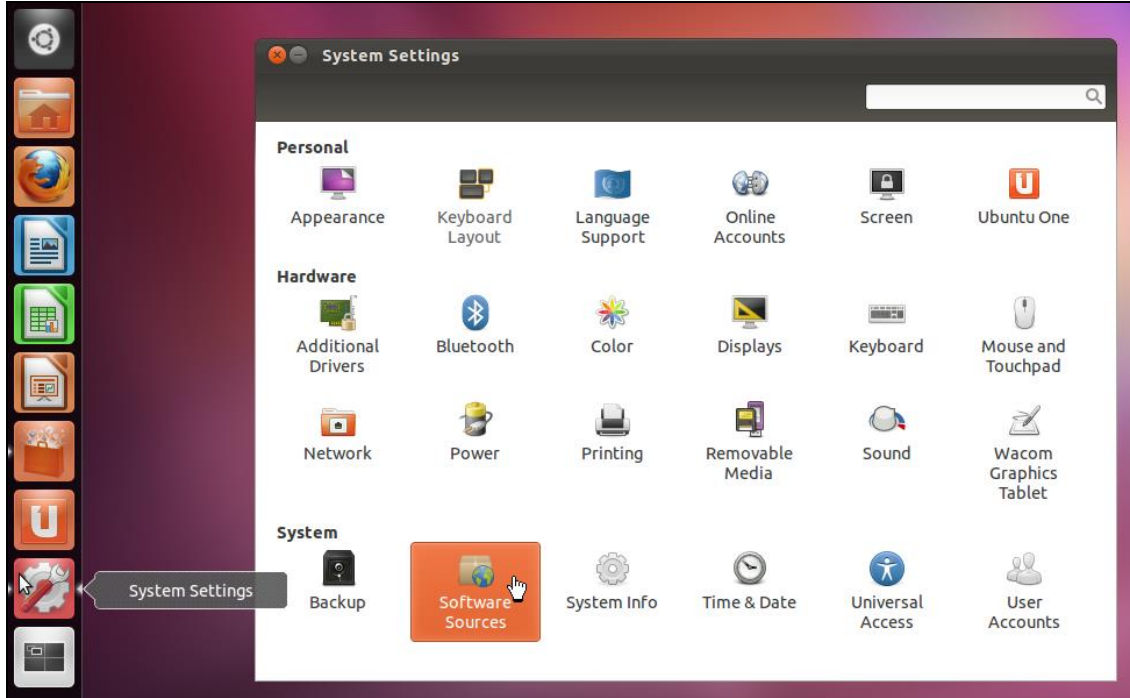 System Settings
Personal
Appearance
Keyboard
Layout
Language
Support
Online
Accounts
Screen
Ubuntu One
Hardware
Additional
Drivers
Bluetooth
Color
Displays
Keyboard
Mouse and
Touchpad
Network
Power
Printing
Removable
Media
Sound
Wacom
Graphics
Tablet
System
Backup
Software
Sources
System Info
Time & Date
Universal
Access
User
Accounts
System Settings